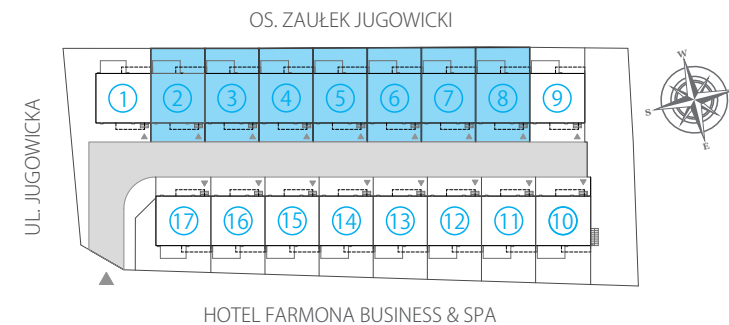 OS. ZAUŁEK JUGOWICKI
UL. JUGOWICKA
1 2 3 4 5 6 7 8 9
W
S
E
17 16 15 14 13 12 11 10
HOTEL FARMONA BUSINESS & SPA